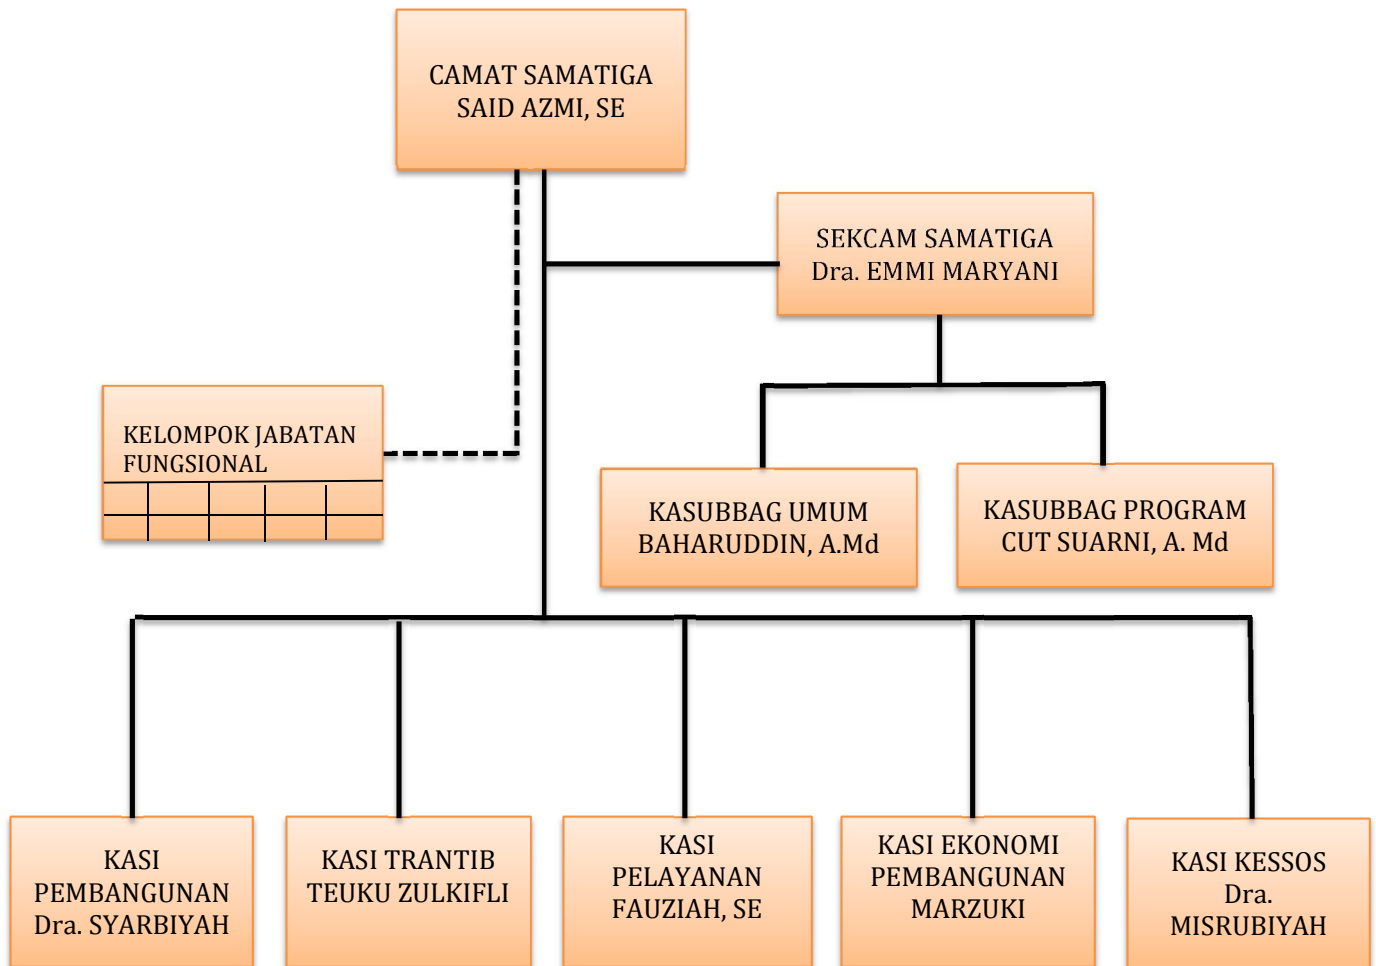 CAMAT SAMATIGA
SAID AZMI, SE
SEKCAM SAMATIGA
Dra. EMMI MARYANI
KELOMPOK JABATAN
FUNGSIONAL
KASUBBAG UMUM
BAHARUDDIN, A.Md
KASUBBAG PROGRAM
CUT SUARNI, A. Md
KASI
PEMBANGUNAN
Dra. SYARBIYAH
KASI TRANTIB
TEUKU ZULKIFLI
KASI
PELAYANAN
FAUZIAH, SE
KASI EKONOMI
PEMBANGUNAN
MARZUKI
KASI KESSOS
Dra.
MISRUBIYAH